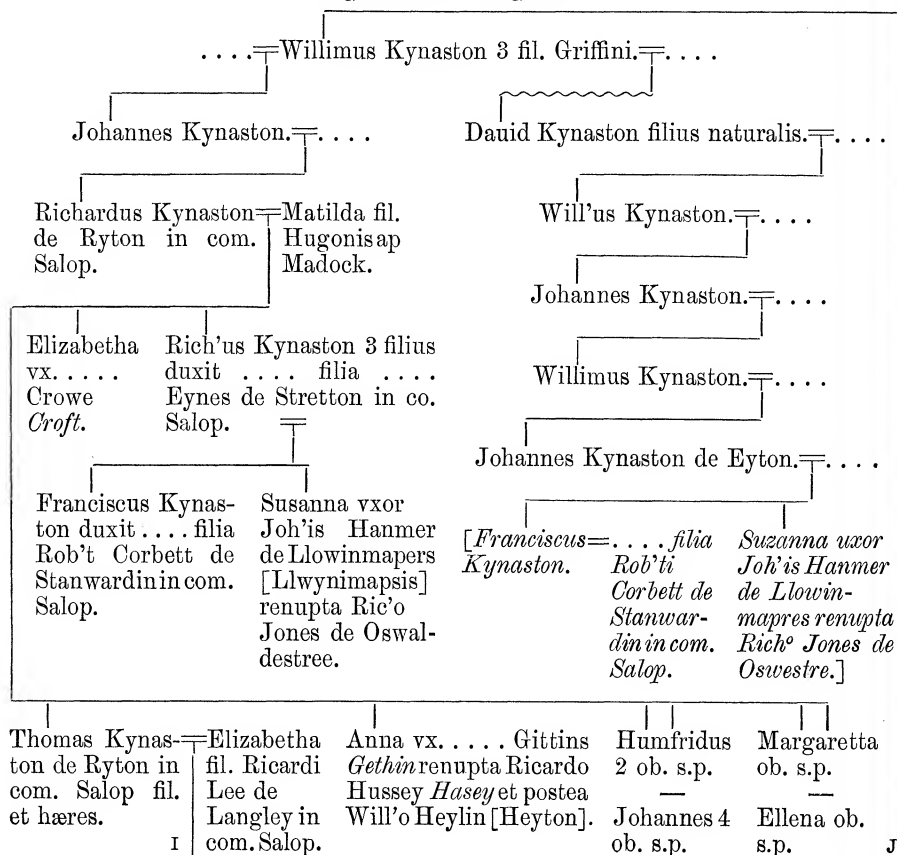 . . . .=Willimus Kynaston 3 fil. Griffini.=. . . .
Johannes Kynaston.=. . . .
Dauid Kynaston filius naturalis.=. . . .
Richardus Kynaston=Matilda fil.
de Ryton in com. Hugonis ap
Salop. Madock.
Will'us Kynaston.=. . . .
Johannes Kynaston.=. . . .
Elizabetha
vx. . . . .
Crowe
Croft.
Rich'us Kynaston 3 filius
duxit . . . . filia . . . .
Eynes de Stretton in co.
Salop.
Willimus Kynaston.=. . . .
Johannes Kynaston de Eyton.=. . . .
Franciscus Kynas-
ton duxit . . . . filia
Rob't Corbett de
Stanwardin in com.
Salop.
Susanna vxor
Joh'is Hanmer
de Llowinmapers
[Llwynimapsis]
renupta Ric'o
Jones de Oswal-
destree.
[Franciscus=
Kynaston.
. . . . filia
Rob'ti
Corbett de
Stanwar-
din in com.
Salop.
Suzanna uxor
Joh'is Hanmer
de Llowin-
mapres renupta
Richo Jones de
Oswestre.]
Thomas Kynas-
ton de Ryton in
com. Salop fil.
et hæres.
I
=Elizabetha
fil. Ricardi
Lee de
Langley in
com. Salop.
Anna vx. . . . . Gittins
Gethin renupta Ricardo
Hussey Hasey et postea
Will'o Heylin [Heyton].
Humfridus
2 ob. s.p.
—
Johannes 4
ob. s.p.
Margaretta
ob. s.p.
—
Ellena ob.
s.p.
J